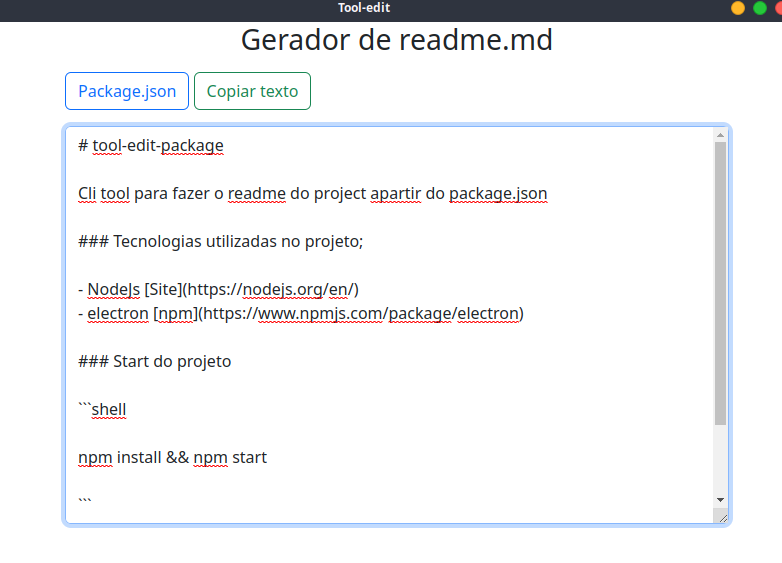 Tool-edit
Gerador de readme.md
Package.json
Copiar texto
# tool-edit-package
Cli tool para fazer o readme do project apartir do package.json
### Tecnologias utilizadas no projeto;
- NodeJs [Site](https://nodejs.org/en/)
- electron [npm](https://www.npmjs.com/package/electron)
### Start do projeto
```shell
npm install && npm start
```